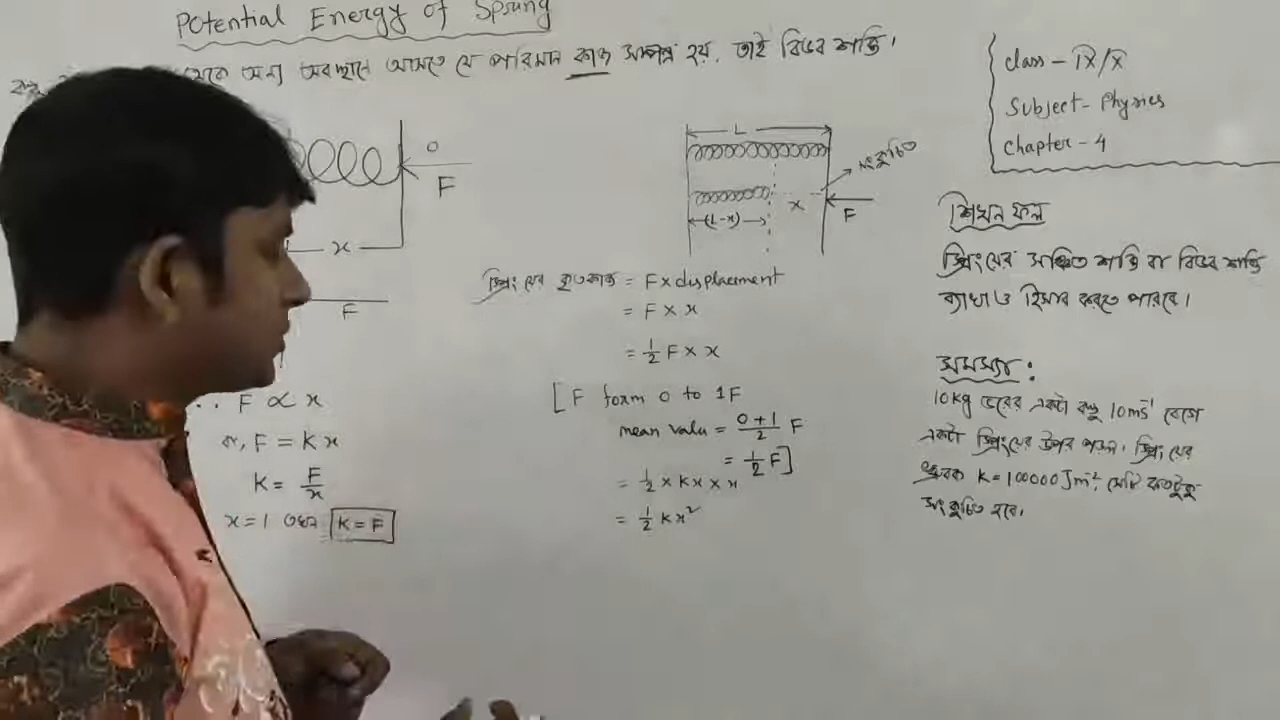 Potential Energy of Spring
অন্য অবস্থানে আসতে যে পরিমান কাজ সম্পন্ন হয়, তাই বিভব শক্তি।
class - IX/X
Subject - Physics
Chapter - 4
O
F
x
F
∴ F ∝ x
or, F = Kx
K = F/x
x = 1 তখন K = F
L
সংকুচিত
(L-x)
x
F
স্প্রিংয়ের কৃতকাজ = F × displacement
= F × x
= 1/2 F × x
[F form 0 to 1F
mean valu = (0+1)/2 F
= 1/2 F]
= 1/2 × Kx × x
= 1/2 Kx²
শিখন ফল
স্প্রিংয়ের সঞ্চিত শক্তি বা বিভব শক্তি
ব্যাখ্যা ও হিসাব করতে পারবে।
সমস্যা :
10kg ভরের একটা বস্তু 10ms⁻¹ বেগে
একটা স্প্রিংয়ের উপর পড়ল। স্প্রিংয়ের
ধ্রুবক K = 100000 Jm⁻², সেটি কতটুকু
সংকুচিত হবে।